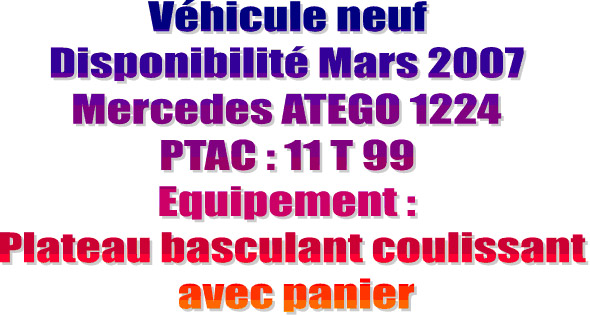 Véhicule neuf
Disponibilité Mars 2007
Mercedes ATEGO 1224
PTAC : 11 T 99
Equipement :
Plateau basculant coulissant
avec panier